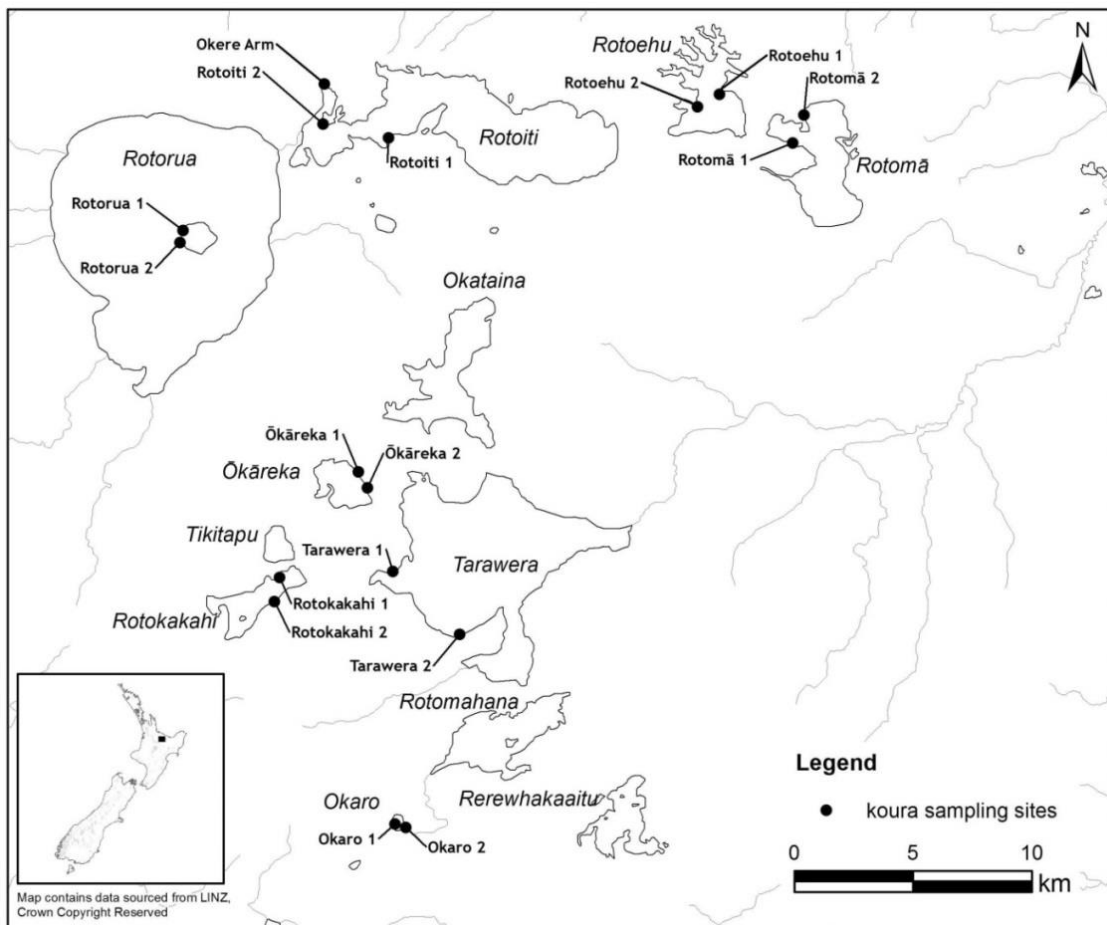 N
Okere Arm
Rotoiti 2
Rotoehu
Rotoehu 1
Rotoehu 2
Rotomā 2
Rotorua
Rotoiti
Rotoiti 1
Rotomā 1
Rotomā
Rotorua 1
Rotorua 2
Okataina
Ōkāreka 1
Ōkāreka 2
Ōkāreka
Tikitapu
Tarawera 1
Tarawera
Rotokakahi 1
Rotokakahi
Rotokakahi 2
Tarawera 2
Rotomahana
Okaro
Rerewhakaaitu
Okaro 1
Okaro 2
Legend
koura sampling sites
0 5 10
km
Map contains data sourced from LINZ,
Crown Copyright Reserved